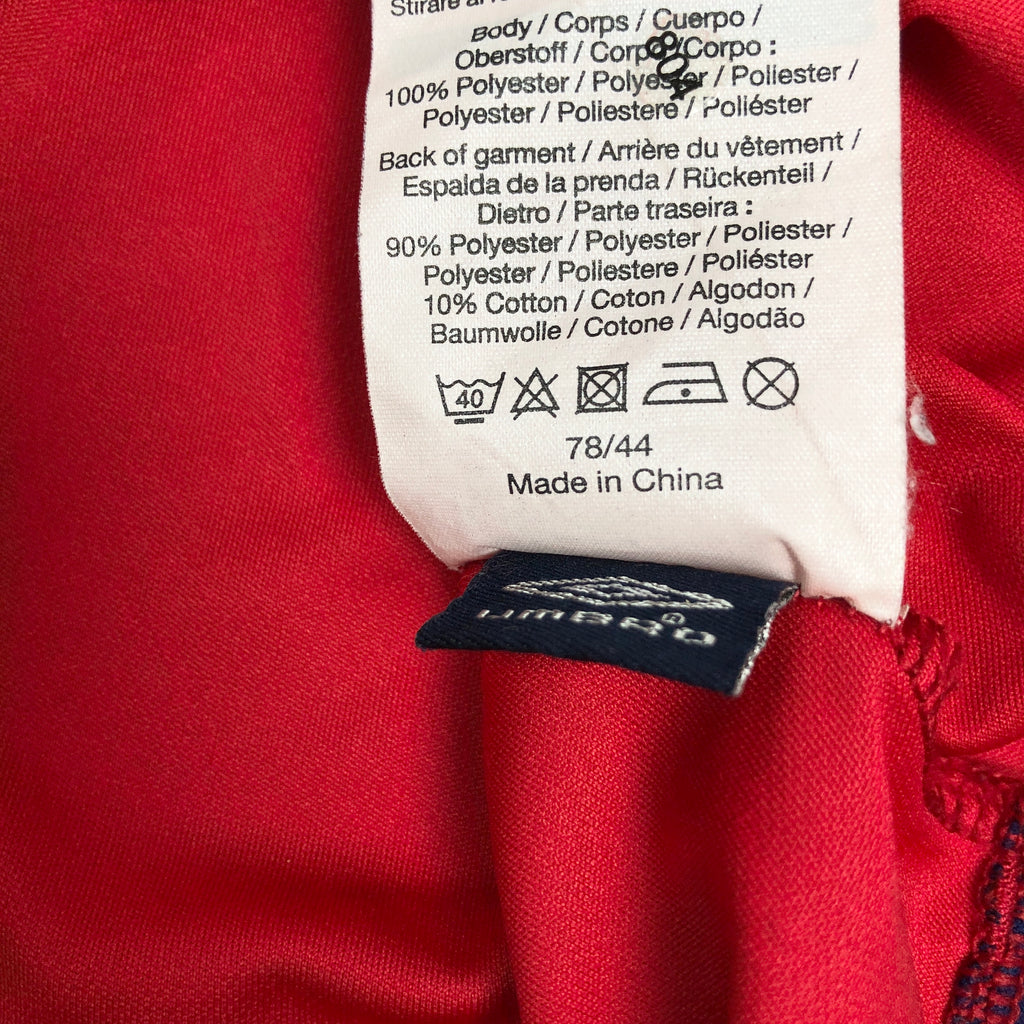 Stirare
Body / Corps / Cuerpo /
Oberstoff / Corpo / Corpo :
100% Polyester / Polyester / Poliester /
Polyester / Poliestere / Poliéster
Back of garment / Arrière du vêtement /
Espalda de la prenda / Rückenteil /
Dietro / Parte traseira :
90% Polyester / Polyester / Poliester /
Polyester / Poliestere / Poliéster
10% Cotton / Coton / Algodon /
Baumwolle / Cotone / Algodão
40
78/44
Made in China
umbro®
804